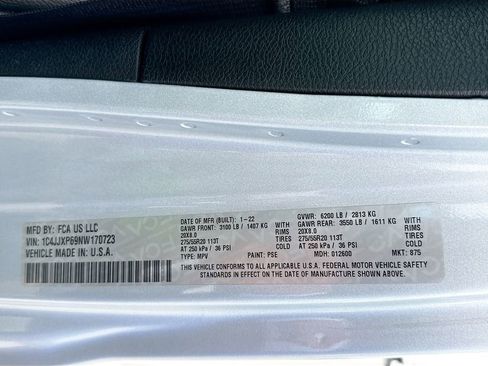 MFD BY: FCA US LLC
VIN: 1C4JJXP69NW170723
VEHICLE MADE IN U.S.A.
DATE OF MFR (BUILT): 1-22
GAWR FRONT: 3100 LB / 1407 KG WITH
20X8.0 RIMS
275/55R20 113T TIRES
AT 250 kPa / 36 PSI COLD
GVWR: 6200 LB / 2813 KG
GAWR REAR: 3550 LB / 1611 KG WITH
20X8.0 RIMS
275/55R20 113T TIRES
AT 250 kPa / 36 PSI COLD
TYPE: MPV PAINT: PSE MDH: 012600 MKT: 875
THIS VEHICLE CONFORMS TO ALL APPLICABLE U.S.A. FEDERAL MOTOR VEHICLE SAFETY
STANDARDS IN EFFECT ON THE DATE OF MANUFACTURE SHOWN ABOVE.